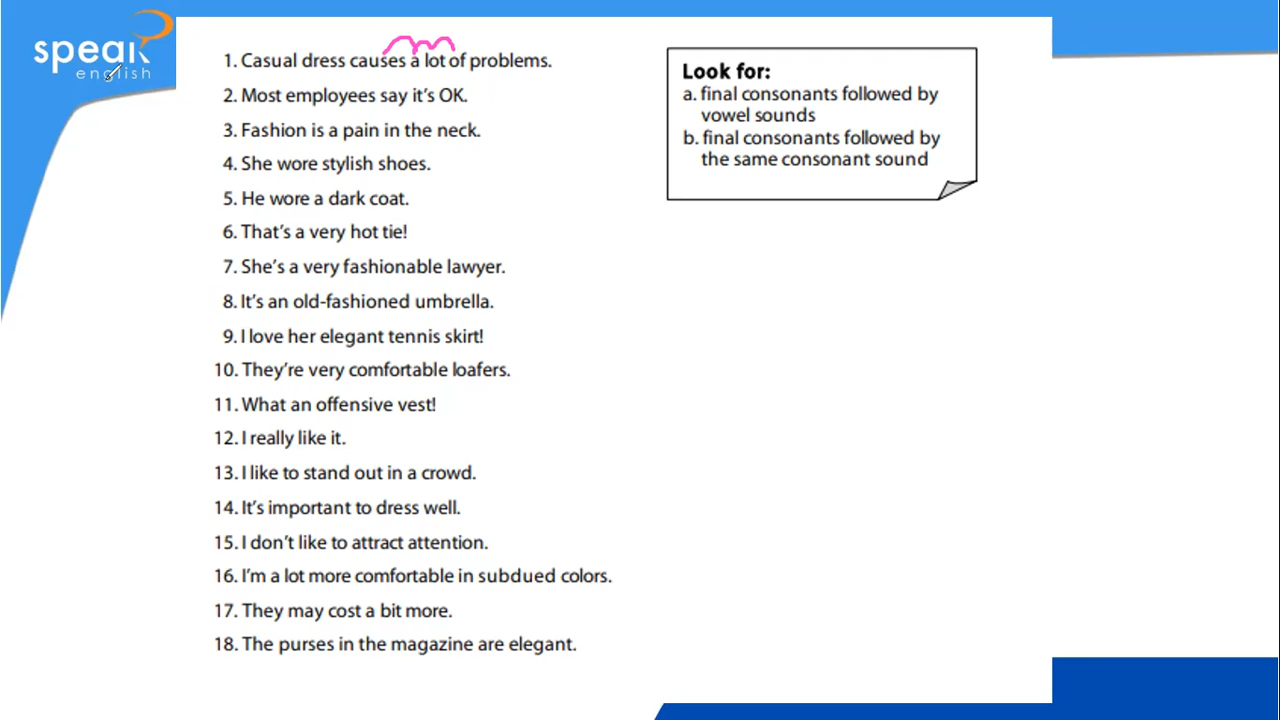 speak
english
1. Casual dress causes a lot of problems.
2. Most employees say it's OK.
3. Fashion is a pain in the neck.
4. She wore stylish shoes.
5. He wore a dark coat.
6. That's a very hot tie!
7. She's a very fashionable lawyer.
8. It's an old-fashioned umbrella.
9. I love her elegant tennis skirt!
10. They're very comfortable loafers.
11. What an offensive vest!
12. I really like it.
13. I like to stand out in a crowd.
14. It's important to dress well.
15. I don't like to attract attention.
16. I'm a lot more comfortable in subdued colors.
17. They may cost a bit more.
18. The purses in the magazine are elegant.
Look for:
a. final consonants followed by
vowel sounds
b. final consonants followed by
the same consonant sound